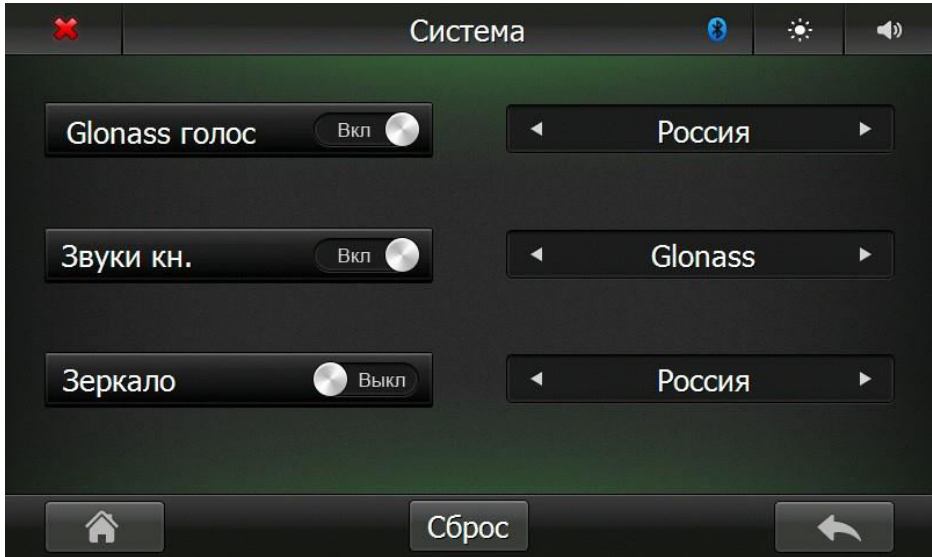 Система
Glonass голос Вкл Россия
Звуки кн. Вкл Glonass
Зеркало Выкл Россия
Сброс